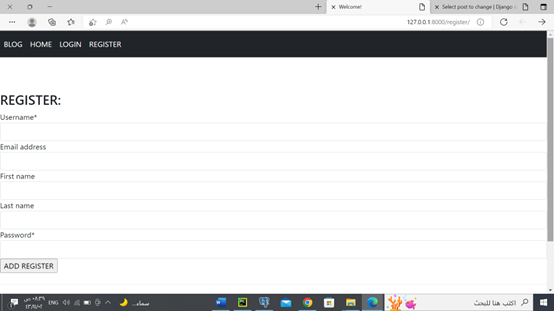 Welcome!
Select post to change | Django s
127.0.0.1:8000/register/
BLOG HOME LOGIN REGISTER
REGISTER:
Username*
Email address
First name
Last name
Password*
ADD REGISTER
ENG
سماء...
اكتب هنا للبحث